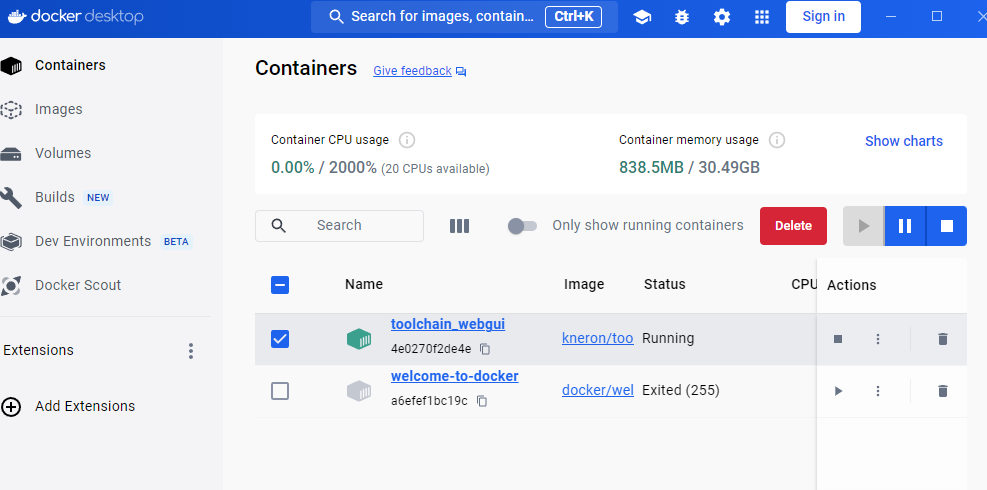 docker desktop
Search for images, contain... Ctrl+K
Sign in
Containers
Images
Volumes
Builds NEW
Dev Environments BETA
Docker Scout
Extensions
Add Extensions
Containers Give feedback
Container CPU usage
0.00% / 2000% (20 CPUs available)
Container memory usage
838.5MB / 30.49GB
Show charts
Search
Only show running containers
Delete
Name Image Status CPU Actions
toolchain_webgui
4e0270f2de4e
kneron/too Running
welcome-to-docker
a6efef1bc19c
docker/wel Exited (255)